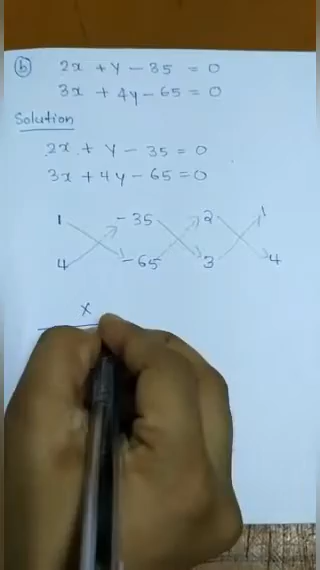 (b) 2x + y - 35 = 0
3x + 4y - 65 = 0
Solution
2x + y - 35 = 0
3x + 4y - 65 = 0
1 -35 2 1
4 -65 3 4
x